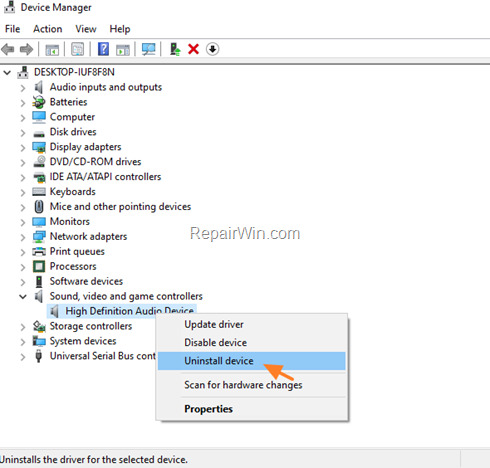 Device Manager
File Action View Help
DESKTOP-IUF8F8N
Audio inputs and outputs
Batteries
Computer
Disk drives
Display adapters
DVD/CD-ROM drives
IDE ATA/ATAPI controllers
Keyboards
Mice and other pointing devices
Monitors
Network adapters
RepairWin.com
Print queues
Processors
Software devices
Sound, video and game controllers
High Definition Audio Device
Update driver
Storage controllers
Disable device
System devices
Universal Serial Bus cont
Uninstall device
Scan for hardware changes
Properties
Uninstalls the driver for the selected device.